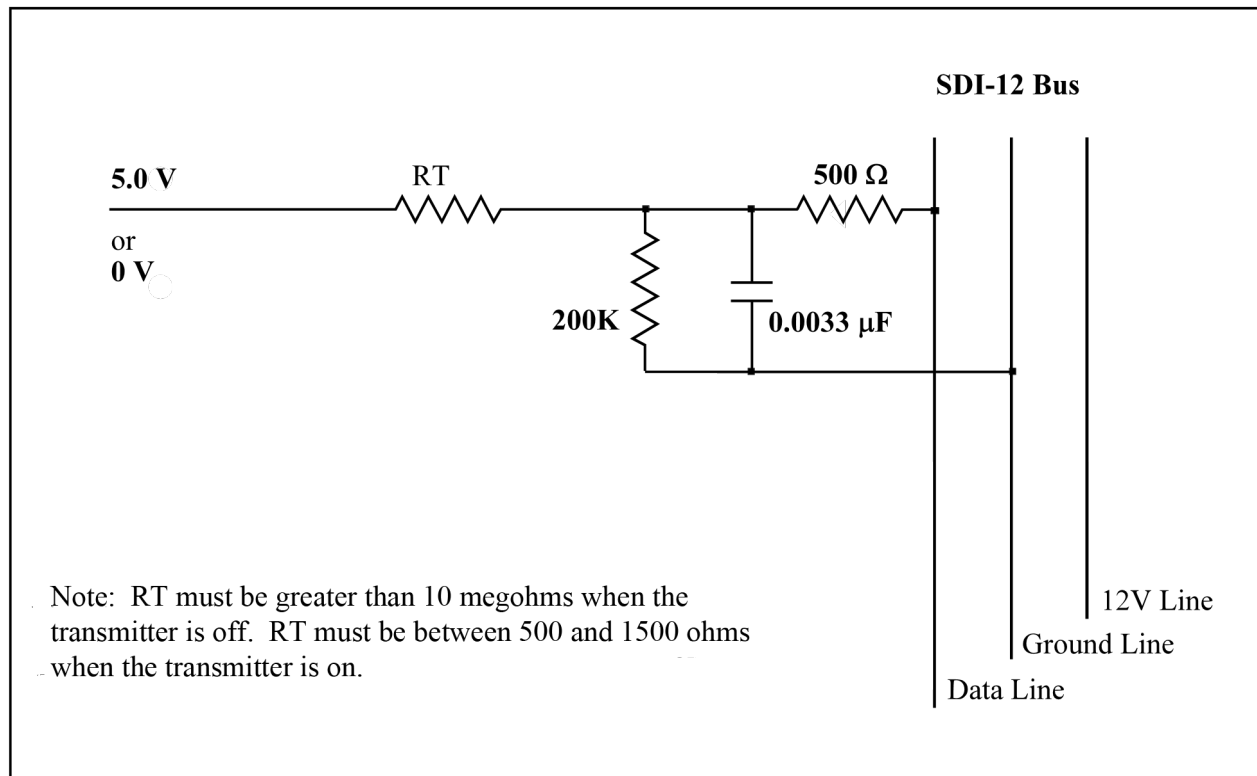 SDI-12 Bus
5.0 V
RT
500 Ω
or
0 V
200K
0.0033 μF
Note: RT must be greater than 10 megohms when the
transmitter is off. RT must be between 500 and 1500 ohms
when the transmitter is on.
12V Line
Ground Line
Data Line